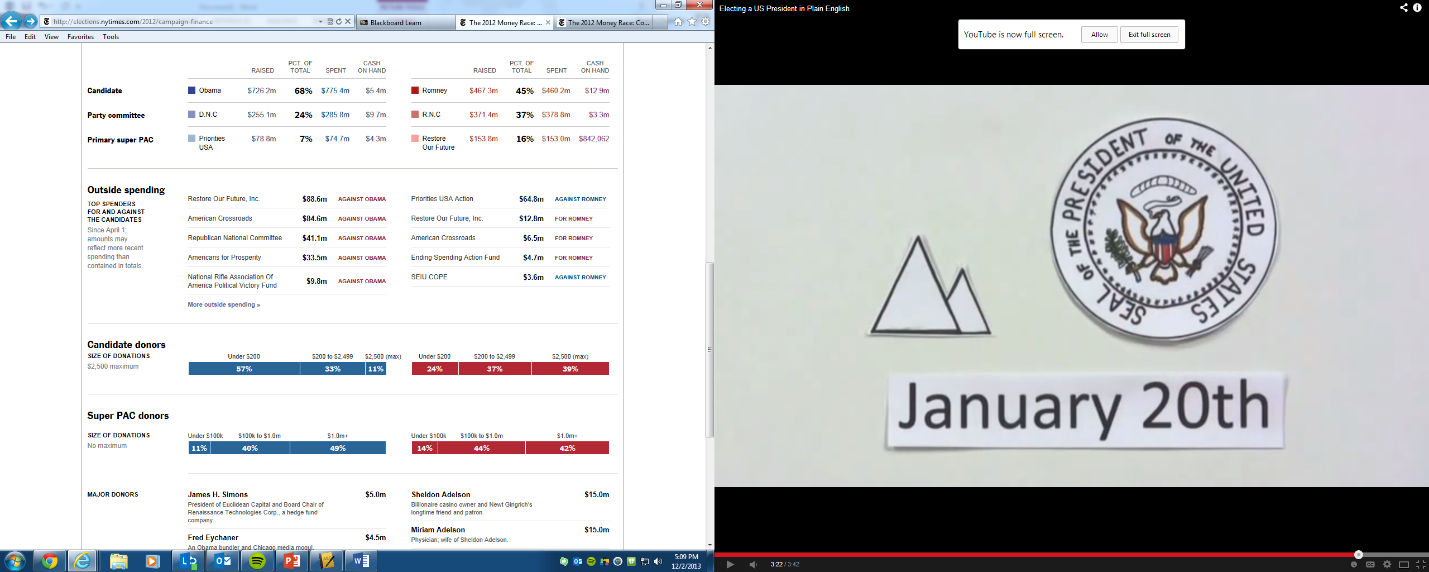 http://elections.nytimes.com/2012/campaign-finance
Blackboard Learn
The 2012 Money Race: ...
The 2012 Money Race: Co...
File Edit View Favorites Tools
RAISED PCT. OF TOTAL SPENT CASH ON HAND
RAISED PCT. OF TOTAL SPENT CASH ON HAND
Candidate Obama $726.2m 68% $775.4m $5.4m Romney $467.3m 45% $460.2m $12.9m
Party committee D.N.C $255.1m 24% $285.8m $9.7m R.N.C $371.4m 37% $378.8m $3.3m
Primary super PAC Priorities USA $78.8m 7% $74.7m $4.3m Restore Our Future $153.8m 16% $153.0m $842,062
Outside spending
TOP SPENDERS
FOR AND AGAINST
THE CANDIDATES
Since April 1;
amounts may
reflect more recent
spending than
contained in totals.
Restore Our Future, Inc. $88.6m AGAINST OBAMA
American Crossroads $84.6m AGAINST OBAMA
Republican National Committee $41.1m AGAINST OBAMA
Americans for Prosperity $33.5m AGAINST OBAMA
National Rifle Association Of
America Political Victory Fund $9.8m AGAINST OBAMA
More outside spending »
Priorities USA Action $64.8m AGAINST ROMNEY
Restore Our Future, Inc. $12.8m FOR ROMNEY
American Crossroads $6.5m FOR ROMNEY
Ending Spending Action Fund $4.7m FOR ROMNEY
SEIU COPE $3.6m AGAINST ROMNEY
Candidate donors
SIZE OF DONATIONS
$2,500 maximum
Under $200 $200 to $2,499 $2,500 (max)
57% 33% 11%
Under $200 $200 to $2,499 $2,500 (max)
24% 37% 39%
Super PAC donors
SIZE OF DONATIONS
No maximum
Under $100k $100k to $1.0m $1.0m+
11% 40% 49%
Under $100k $100k to $1.0m $1.0m+
14% 44% 42%
MAJOR DONORS
James H. Simons $5.0m
President of Euclidean Capital and Board Chair of
Renaissance Technologies Corp., a hedge fund
company.
Fred Eychaner $4.5m
An Obama bundler and Chicago media mogul.
Sheldon Adelson $15.0m
Billionaire casino owner and Newt Gingrich's
longtime friend and patron.
Miriam Adelson $15.0m
Physician; wife of Sheldon Adelson.
5:09 PM
12/2/2013
Electing a US President in Plain English
YouTube is now full screen. Allow Exit full screen
SEAL OF THE PRESIDENT OF THE UNITED STATES
January 20th
3:22 / 3:42